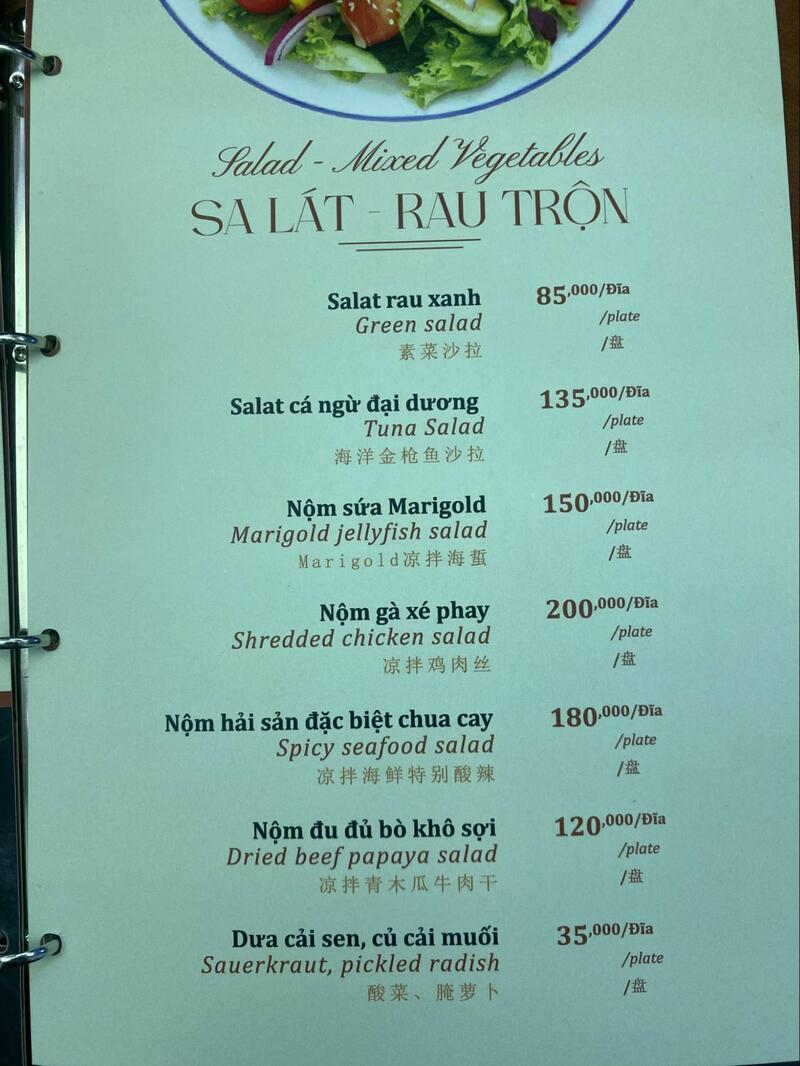 Salad - Mixed Vegetables
SA LÁT - RAU TRỘN
Salat rau xanh 85,000/Đĩa
Green salad /plate
素菜沙拉 /盘
Salat cá ngừ đại dương 135,000/Đĩa
Tuna Salad /plate
海洋金枪鱼沙拉 /盘
Nộm sứa Marigold 150,000/Đĩa
Marigold jellyfish salad /plate
Marigold凉拌海蜇 /盘
Nộm gà xé phay 200,000/Đĩa
Shredded chicken salad /plate
凉拌鸡肉丝 /盘
Nộm hải sản đặc biệt chua cay 180,000/Đĩa
Spicy seafood salad /plate
凉拌海鲜特别酸辣 /盘
Nộm đu đủ bò khô sợi 120,000/Đĩa
Dried beef papaya salad /plate
凉拌青木瓜牛肉干 /盘
Dưa cải sen, củ cải muối 35,000/Đĩa
Sauerkraut, pickled radish /plate
酸菜、腌萝卜 /盘